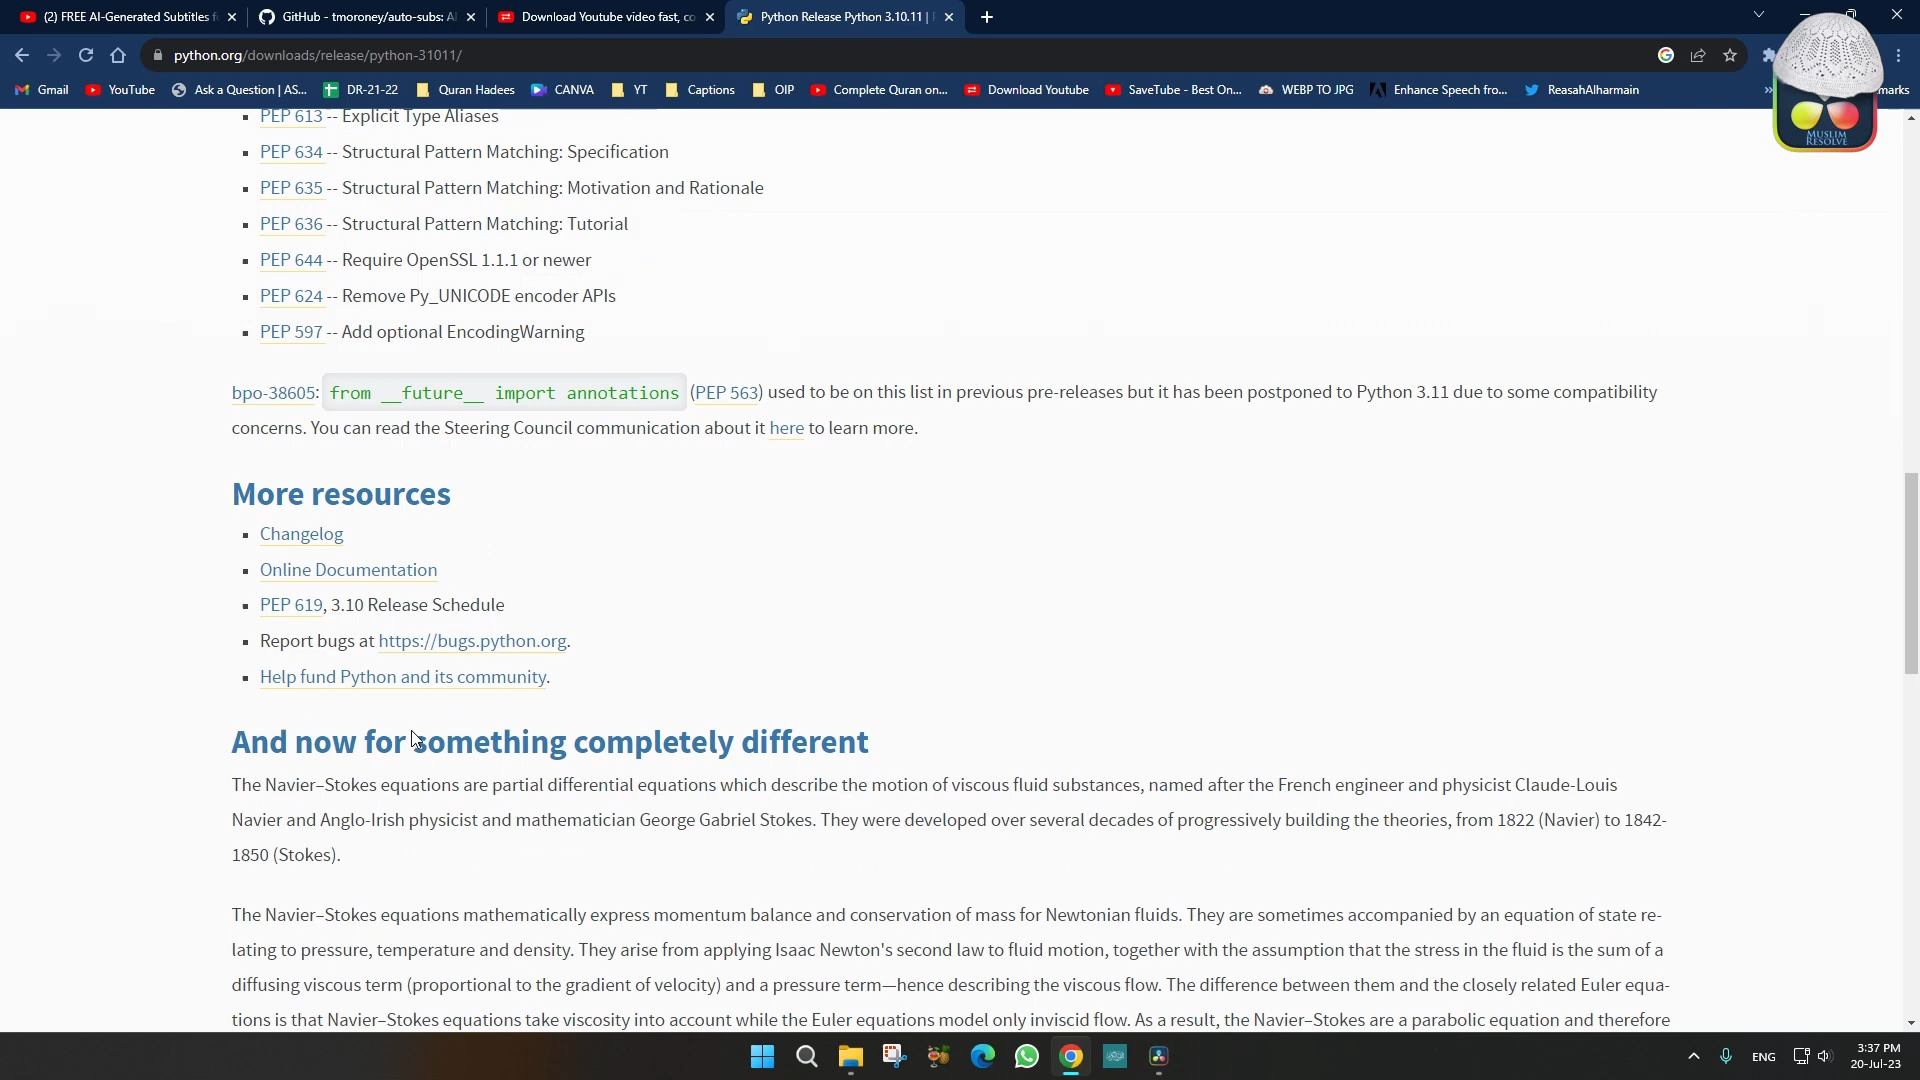 (2) FREE AI-Generated Subtitles f
GitHub - tmoroney/auto-subs: AI
Download Youtube video fast, co
Python Release Python 3.10.11 |
python.org/downloads/release/python-31011/
Gmail
YouTube
Ask a Question | AS...
DR-21-22
Quran Hadees
CANVA
YT
Captions
OIP
Complete Quran on...
Download Youtube
SaveTube - Best On...
WEBP TO JPG
Enhance Speech fro...
ReasahAlharmain
marks
MUSLIM
RESOLVE
PEP 613 -- Explicit Type Aliases
PEP 634 -- Structural Pattern Matching: Specification
PEP 635 -- Structural Pattern Matching: Motivation and Rationale
PEP 636 -- Structural Pattern Matching: Tutorial
PEP 644 -- Require OpenSSL 1.1.1 or newer
PEP 624 -- Remove Py_UNICODE encoder APIs
PEP 597 -- Add optional EncodingWarning
bpo-38605: from __future__ import annotations (PEP 563) used to be on this list in previous pre-releases but it has been postponed to Python 3.11 due to some compatibility
concerns. You can read the Steering Council communication about it here to learn more.
More resources
Changelog
Online Documentation
PEP 619, 3.10 Release Schedule
Report bugs at https://bugs.python.org.
Help fund Python and its community.
And now for something completely different
The Navier–Stokes equations are partial differential equations which describe the motion of viscous fluid substances, named after the French engineer and physicist Claude-Louis
Navier and Anglo-Irish physicist and mathematician George Gabriel Stokes. They were developed over several decades of progressively building the theories, from 1822 (Navier) to 1842-
1850 (Stokes).
The Navier–Stokes equations mathematically express momentum balance and conservation of mass for Newtonian fluids. They are sometimes accompanied by an equation of state re-
lating to pressure, temperature and density. They arise from applying Isaac Newton's second law to fluid motion, together with the assumption that the stress in the fluid is the sum of a
diffusing viscous term (proportional to the gradient of velocity) and a pressure term—hence describing the viscous flow. The difference between them and the closely related Euler equa-
tions is that Navier–Stokes equations take viscosity into account while the Euler equations model only inviscid flow. As a result, the Navier–Stokes are a parabolic equation and therefore
ENG
3:37 PM
20-Jul-23